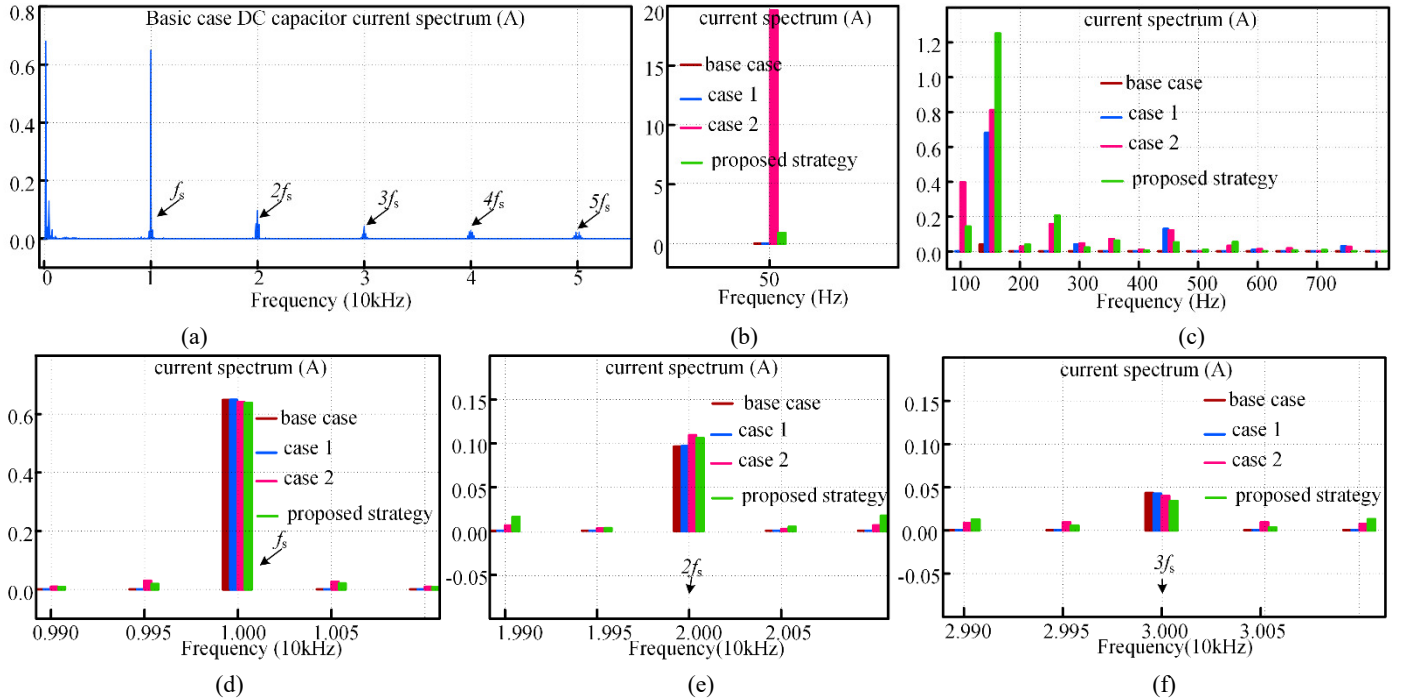 Basic case DC capacitor current spectrum (A)
0.8
0.6
0.4
0.2
0.0
fs
2fs
3fs
4fs
5fs
0 1 2 3 4 5
Frequency (10kHz)
(a)
current spectrum (A)
20
15
10
5
0
base case
case 1
case 2
proposed strategy
50
Frequency (Hz)
(b)
current spectrum (A)
1.2
1.0
0.8
0.6
0.4
0.2
0.0
base case
case 1
case 2
proposed strategy
100 200 300 400 500 600 700
Frequency (Hz)
(c)
current spectrum (A)
0.6
0.4
0.2
0.0
base case
case 1
case 2
proposed strategy
fs
0.990 0.995 1.000 1.005
Frequency (10kHz)
(d)
current spectrum (A)
0.15
0.10
0.05
0.00
-0.05
base case
case 1
case 2
proposed strategy
2fs
1.990 1.995 2.000 2.005
Frequency(10kHz)
(e)
current spectrum (A)
0.15
0.10
0.05
0.00
-0.05
base case
case 1
case 2
proposed strategy
3fs
2.990 2.995 3.000 3.005
Frequency(10kHz)
(f)